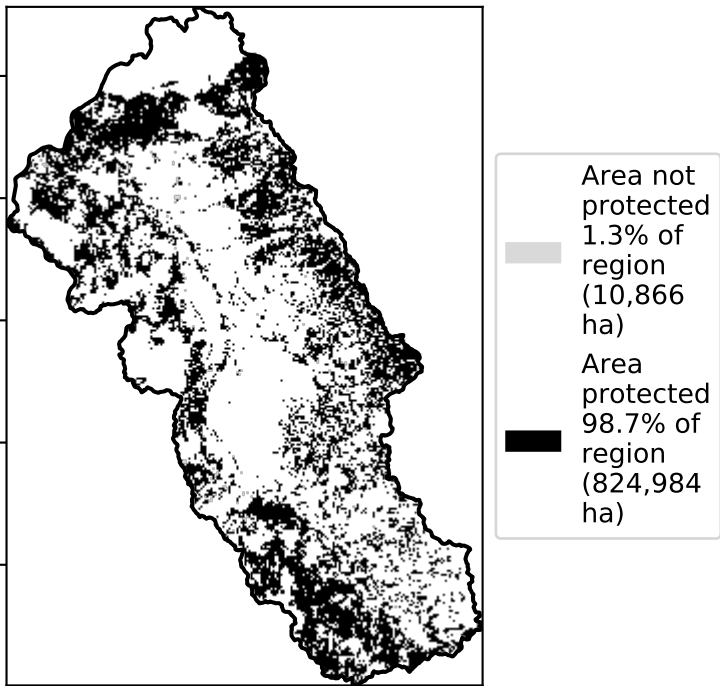 Area not
protected
1.3% of
region
(10,866
ha)
Area
protected
98.7% of
region
(824,984
ha)